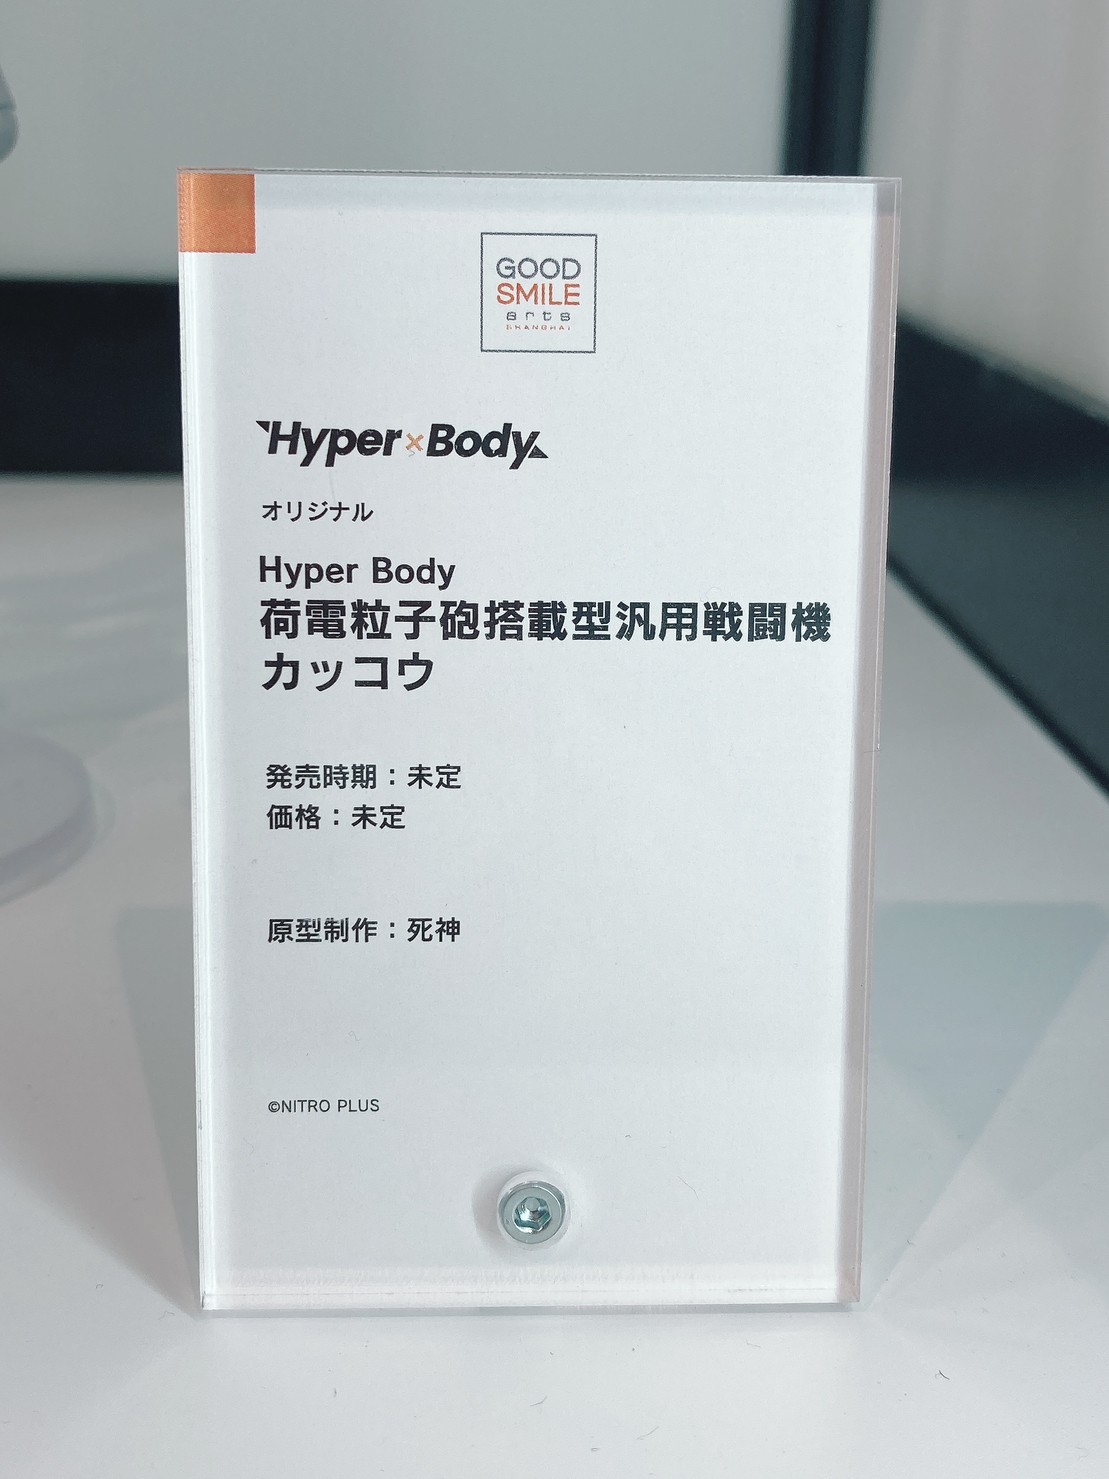 GOOD
SMILE
arts
SHANGHAI
Hyper×Body
オリジナル
Hyper Body
荷電粒子砲搭載型汎用戦闘機
カッコウ
発売時期：未定
価格：未定
原型制作：死神
©NITRO PLUS